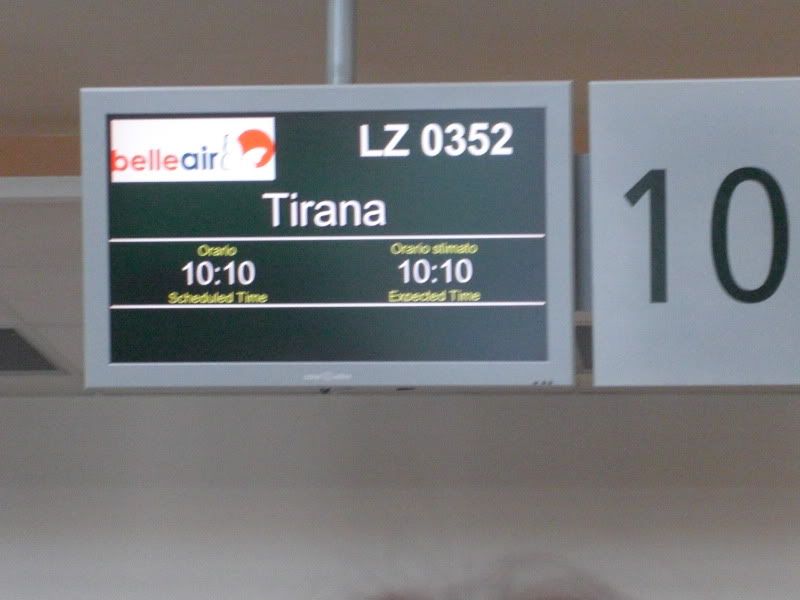 belleair
LZ 0352
Tirana
Orario
Orario stimato
10:10
10:10
Scheduled Time
Expected Time
10